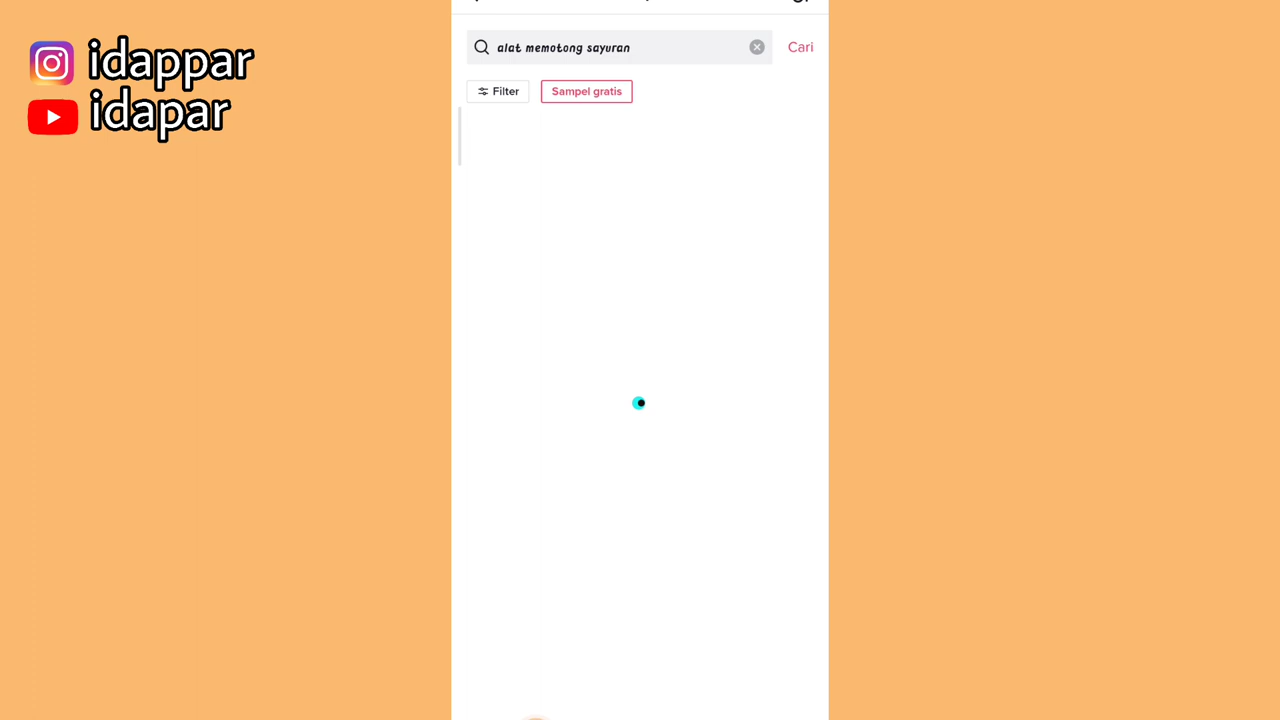 idappar
idapar
alat memotong sayuran
Cari
Filter
Sampel gratis